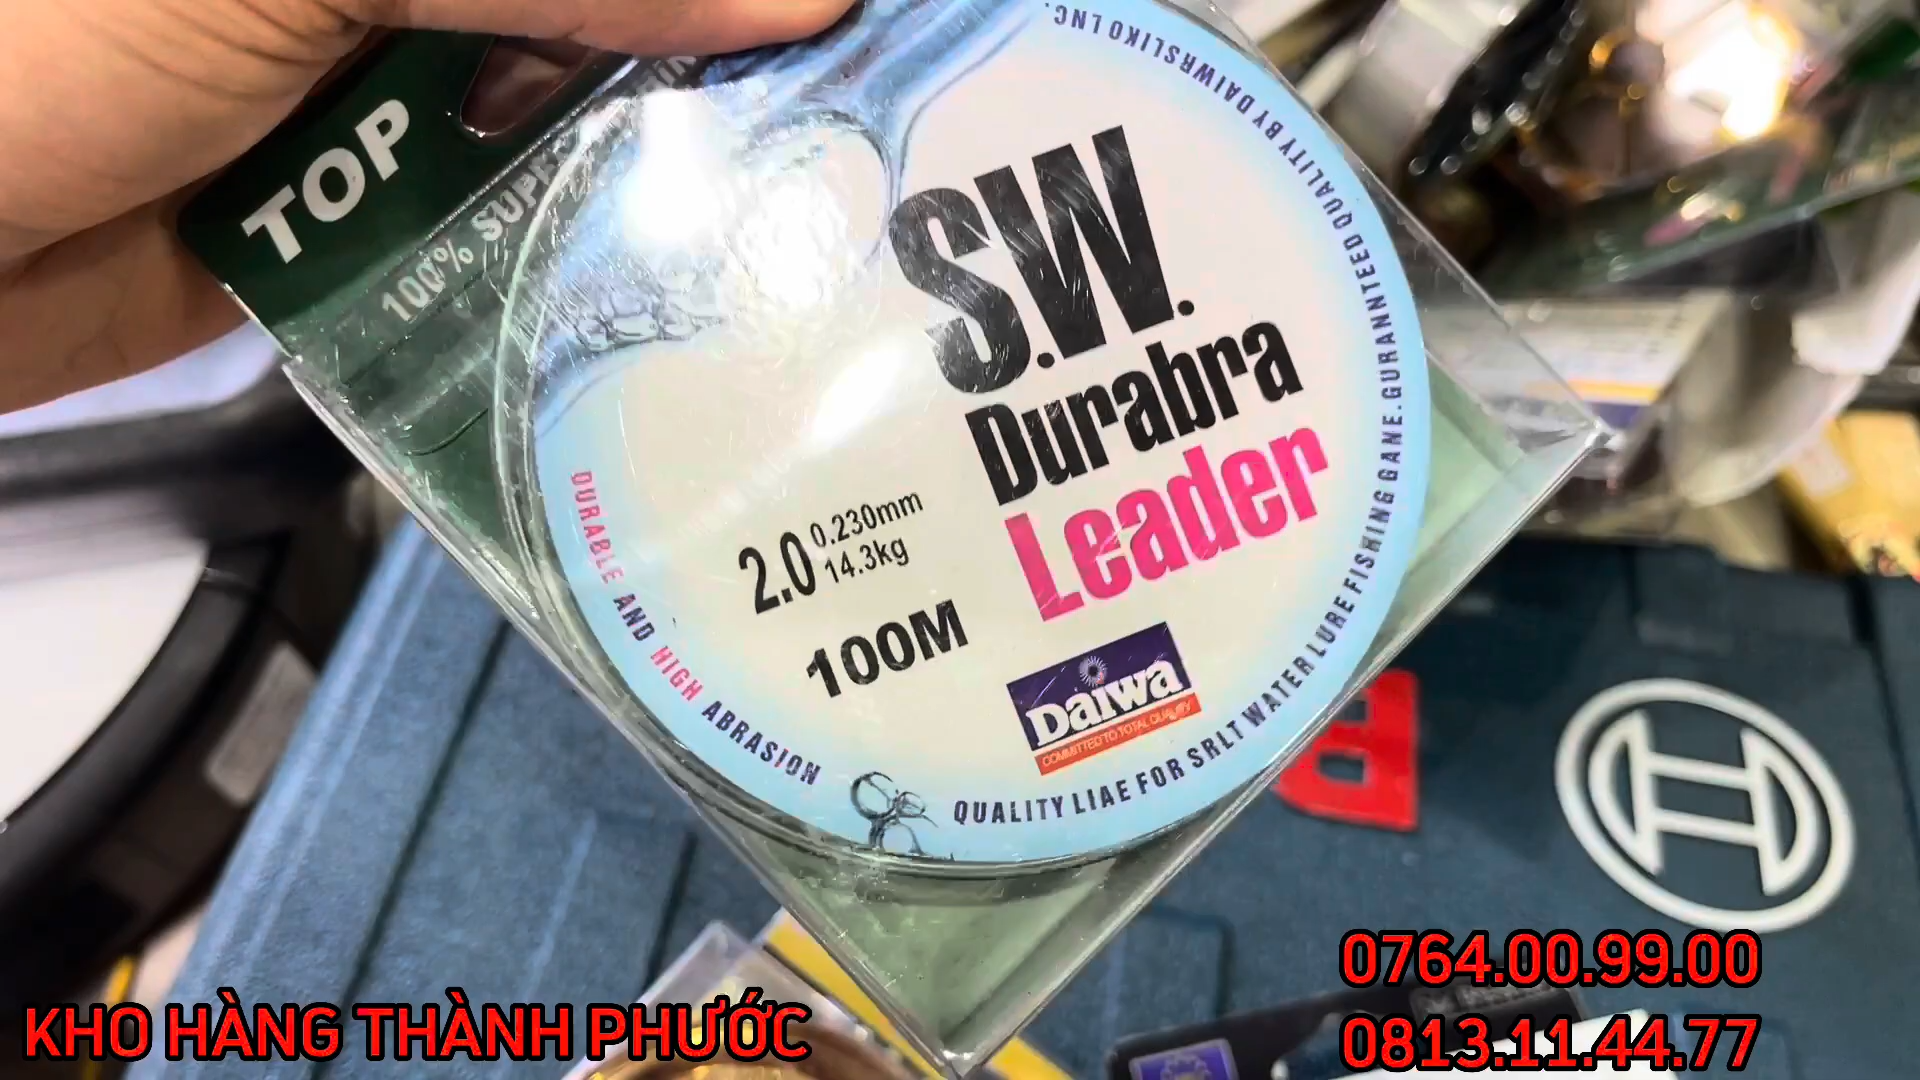 TOP
100% SUPE
S.W.
Durabra
Leader
2.0 0.230mm
14.3kg
100M
Daiwa
COMMITTED TO TOTAL QUALITY
DURABLE AND HIGH ABRASION
QUALITY LIAE FOR SRLT WATER LURE FISHING GANE. GURANNTEED QUALITY BY DAIWRSLIKO LNC.
KHO HÀNG THÀNH PHƯỚC
0764.00.99.00
0813.11.44.77